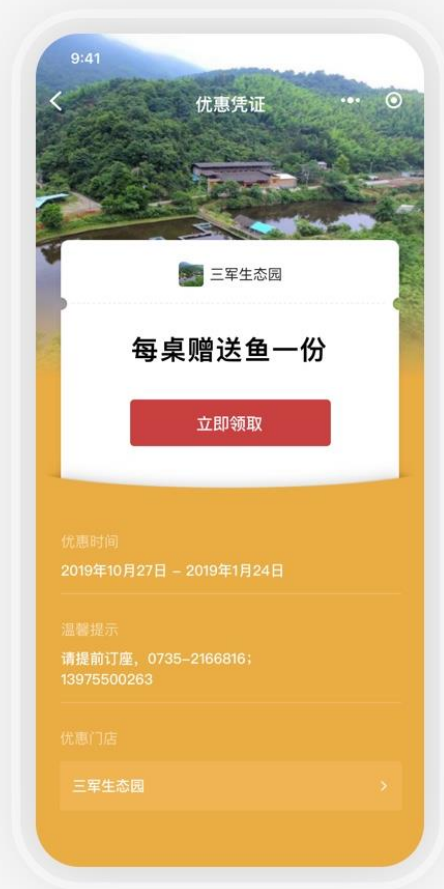 9:41
优惠凭证
三军生态园
每桌赠送鱼一份
立即领取
优惠时间
2019年10月27日 – 2019年1月24日
温馨提示
请提前订座，0735–2166816；
13975500263
优惠门店
三军生态园